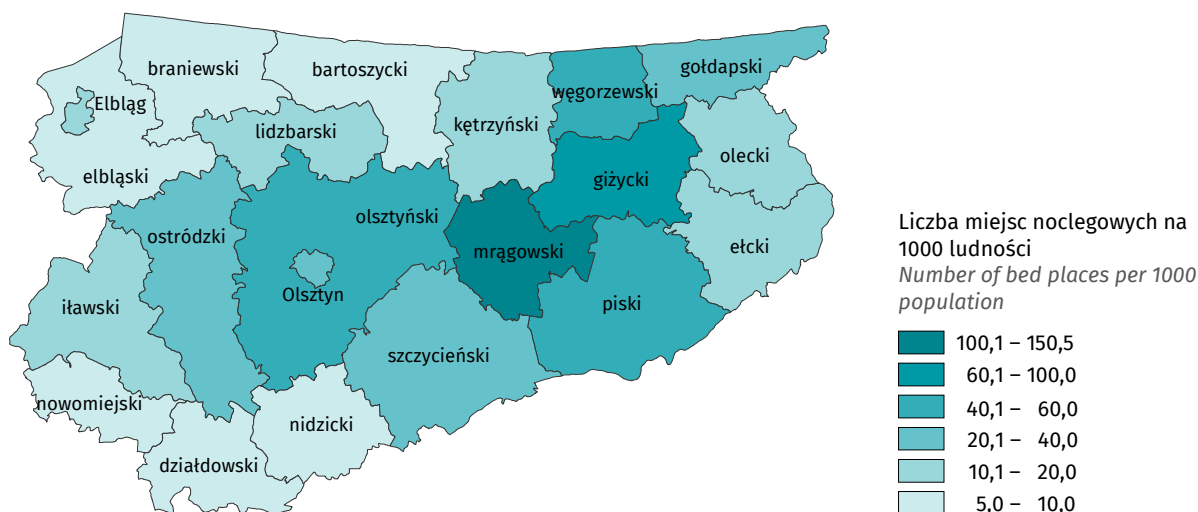 braniewski
bartoszycki
gołdapski
Elbląg
węgorzewski
lidzbarski
kętrzyński
olecki
elbląski
giżycki
olsztyński
ostródzki
ełcki
mrągowski
Olsztyn
iławski
piski
szczycieński
nowomiejski
nidzicki
działdowski
Liczba miejsc noclegowych na
1000 ludności
Number of bed places per 1000
population
100,1 – 150,5
60,1 – 100,0
40,1 – 60,0
20,1 – 40,0
10,1 – 20,0
5,0 – 10,0